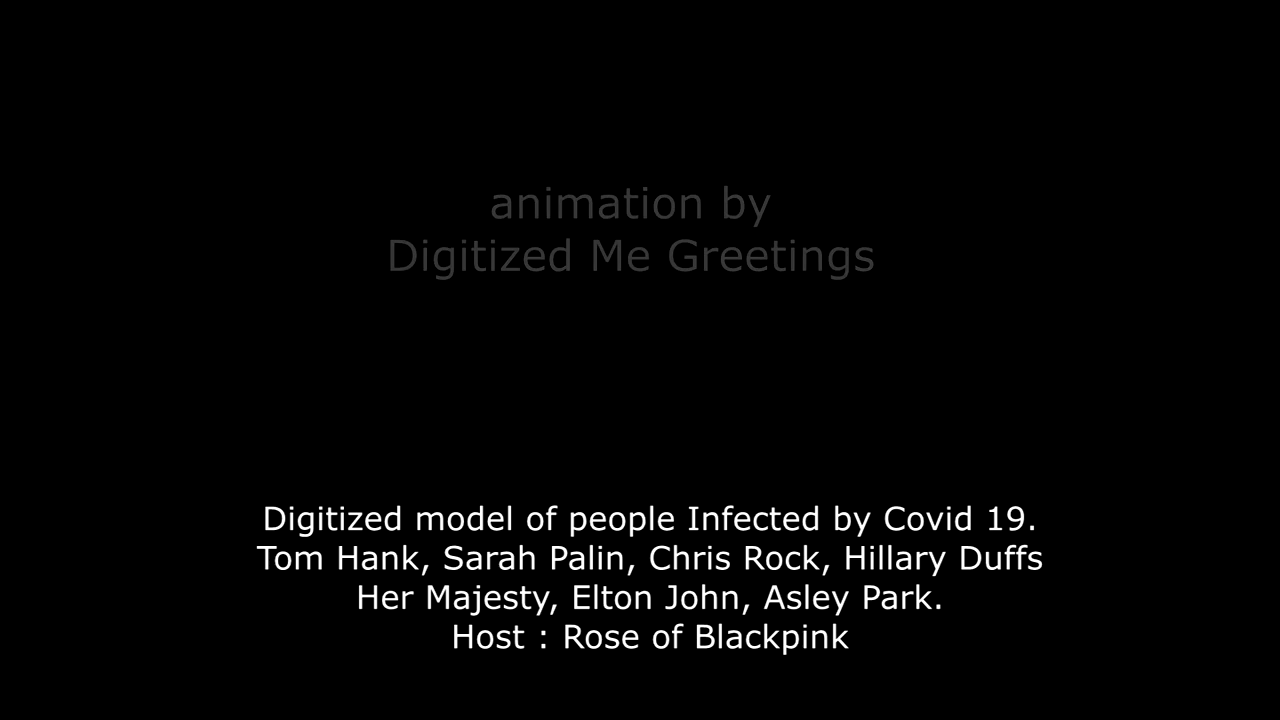 animation by
Digitized Me Greetings
Digitized model of people Infected by Covid 19.
Tom Hank, Sarah Palin, Chris Rock, Hillary Duffs
Her Majesty, Elton John, Asley Park.
Host : Rose of Blackpink